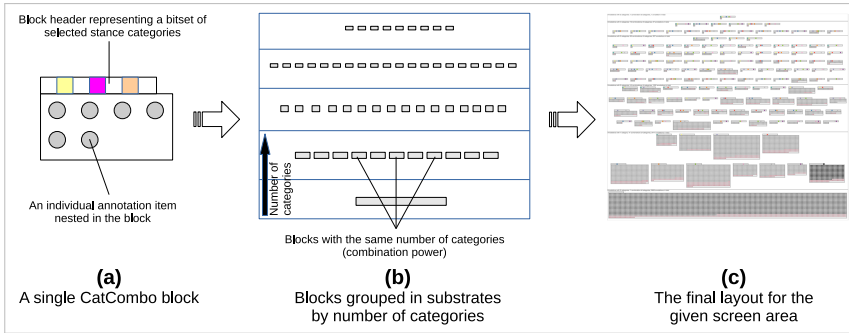 Block header representing a bitset of
selected stance categories
An individual annotation item
nested in the block
(a)
A single CatCombo block
Number of
categories
Blocks with the same number of categories
(combination power)
(b)
Blocks grouped in substrates
by number of categories
(c)
The final layout for the
given screen area